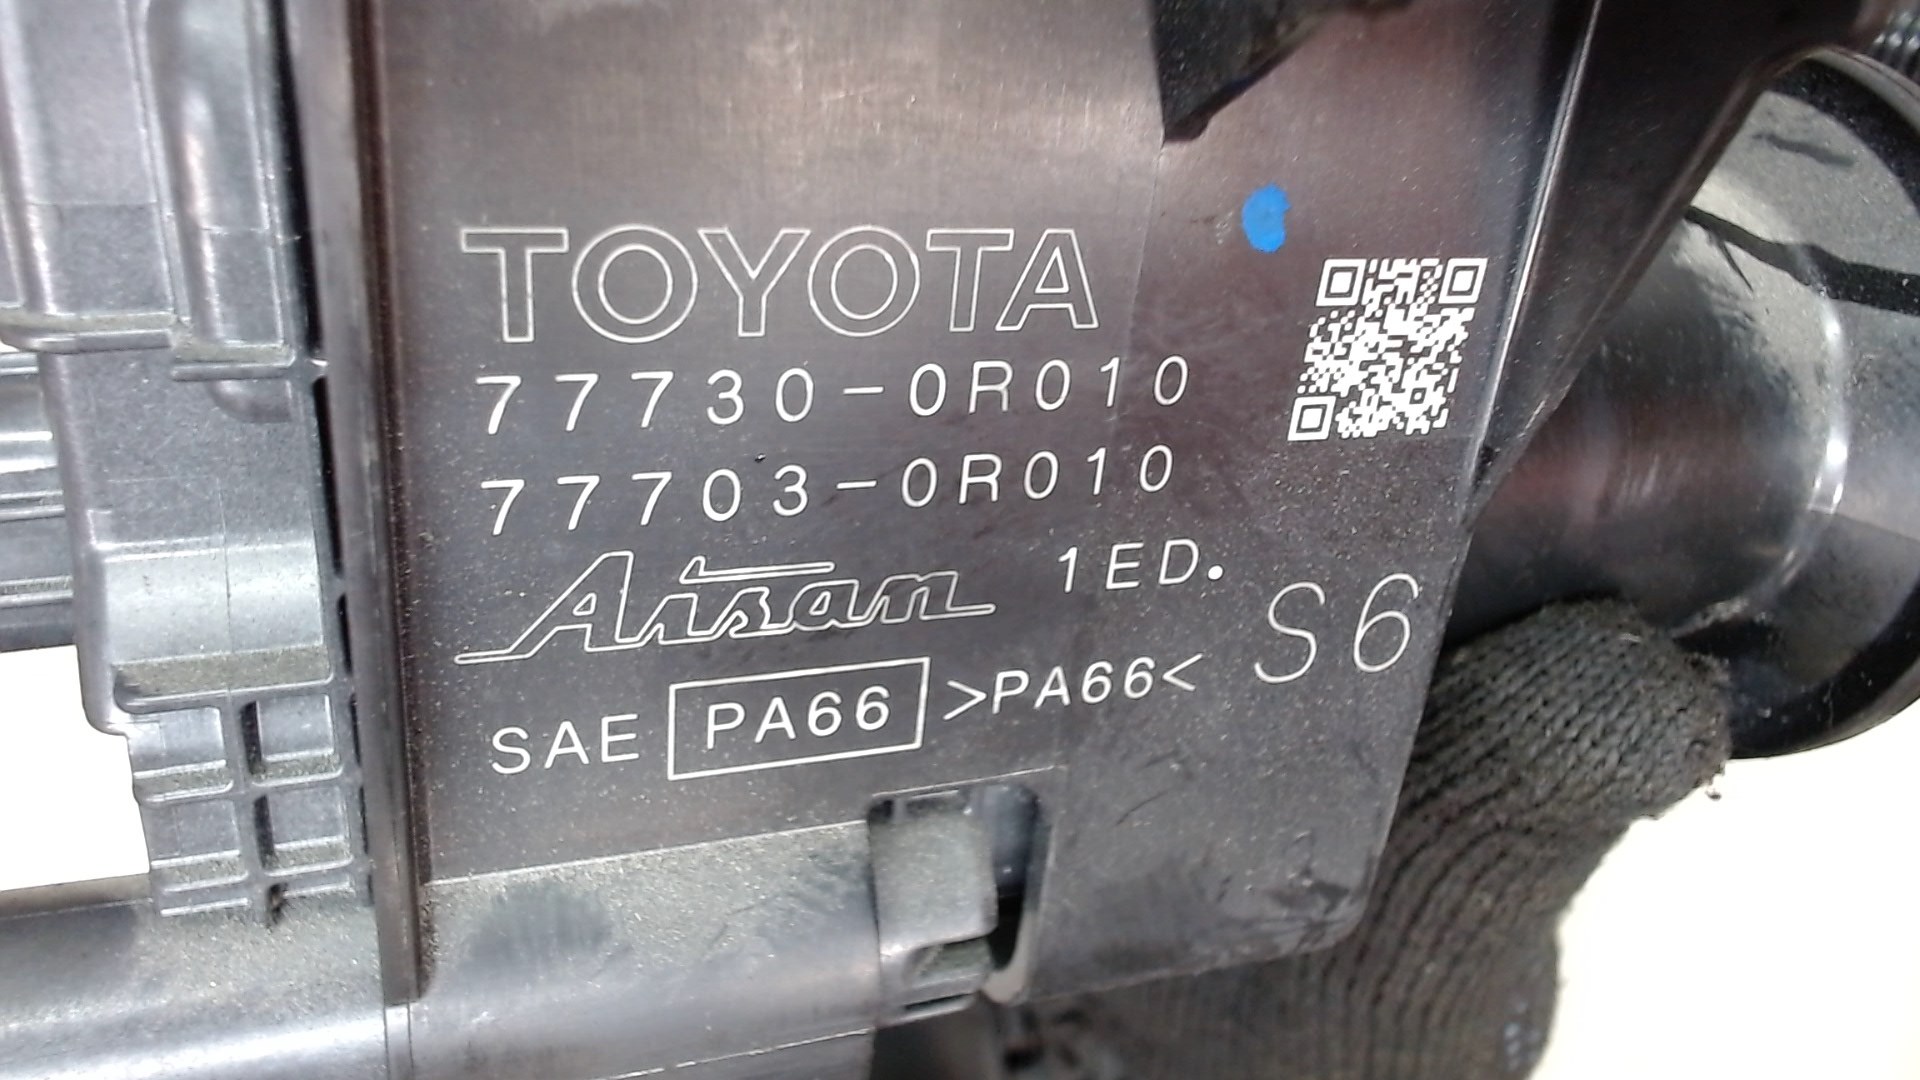 TOYOTA
77730-0R010
77703-0R010
Aisan 1ED.
S6
SAE PA66 >PA66<